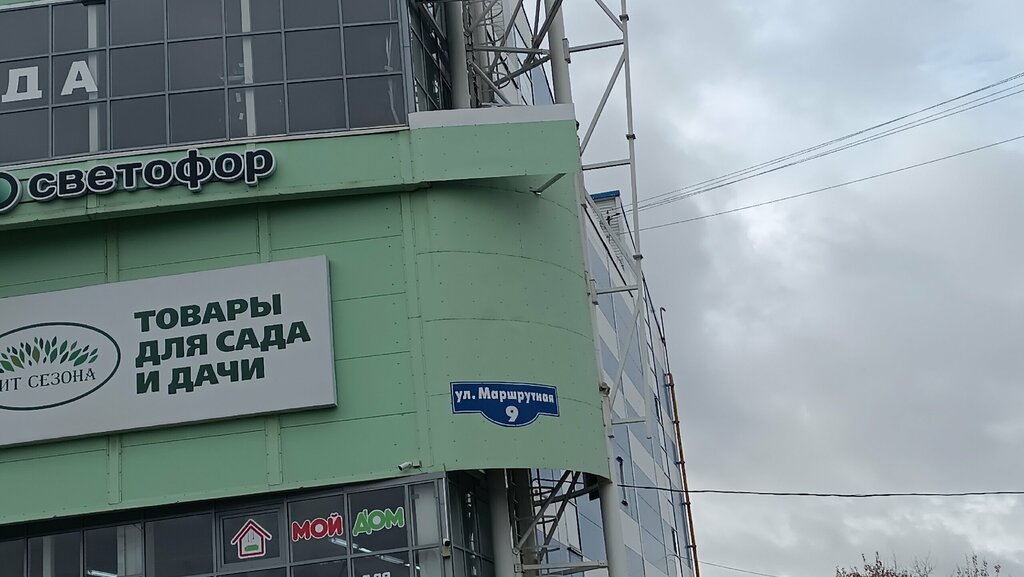 ДА
светофор
ТОВАРЫ
ДЛЯ САДА
И ДАЧИ
ИТ СЕЗОНА
ул. Маршрутная
9
МОЙ ДОМ